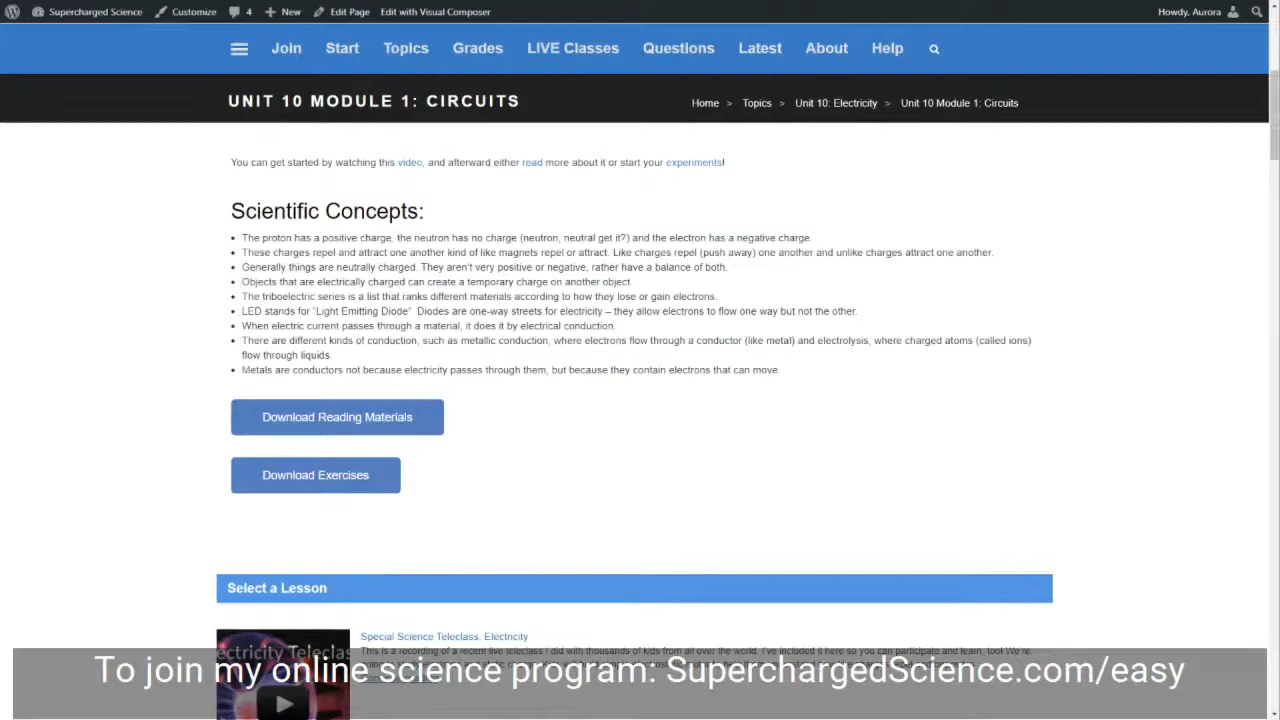 Supercharged Science Customize 4 New Edit Page Edit with Visual Composer Howdy, Aurora
Join Start Topics Grades LIVE Classes Questions Latest About Help
UNIT 10 MODULE 1: CIRCUITS Home > Topics > Unit 10: Electricity > Unit 10 Module 1: Circuits
You can get started by watching this video, and afterward either read more about it or start your experiments!
Scientific Concepts:
• The proton has a positive charge, the neutron has no charge (neutron, neutral get it?) and the electron has a negative charge.
• These charges repel and attract one another kind of like magnets repel or attract. Like charges repel (push away) one another and unlike charges attract one another.
• Generally things are neutrally charged. They aren't very positive or negative, rather have a balance of both.
• Objects that are electrically charged can create a temporary charge on another object.
• The triboelectric series is a list that ranks different materials according to how they lose or gain electrons.
• LED stands for "Light Emitting Diode". Diodes are one-way streets for electricity – they allow electrons to flow one way but not the other.
• When electric current passes through a material, it does it by electrical conduction.
• There are different kinds of conduction, such as metallic conduction, where electrons flow through a conductor (like metal) and electrolysis, where charged atoms (called ions)
flow through liquids.
• Metals are conductors not because electricity passes through them, but because they contain electrons that can move.
Download Reading Materials
Download Exercises
Select a Lesson
Special Science Teleclass: Electricity
This is a recording of a recent live teleclass I did with thousands of kids from all over the world. I've included it here so you can participate and learn, too! We're
To join my online science program: SuperchargedScience.com/easy